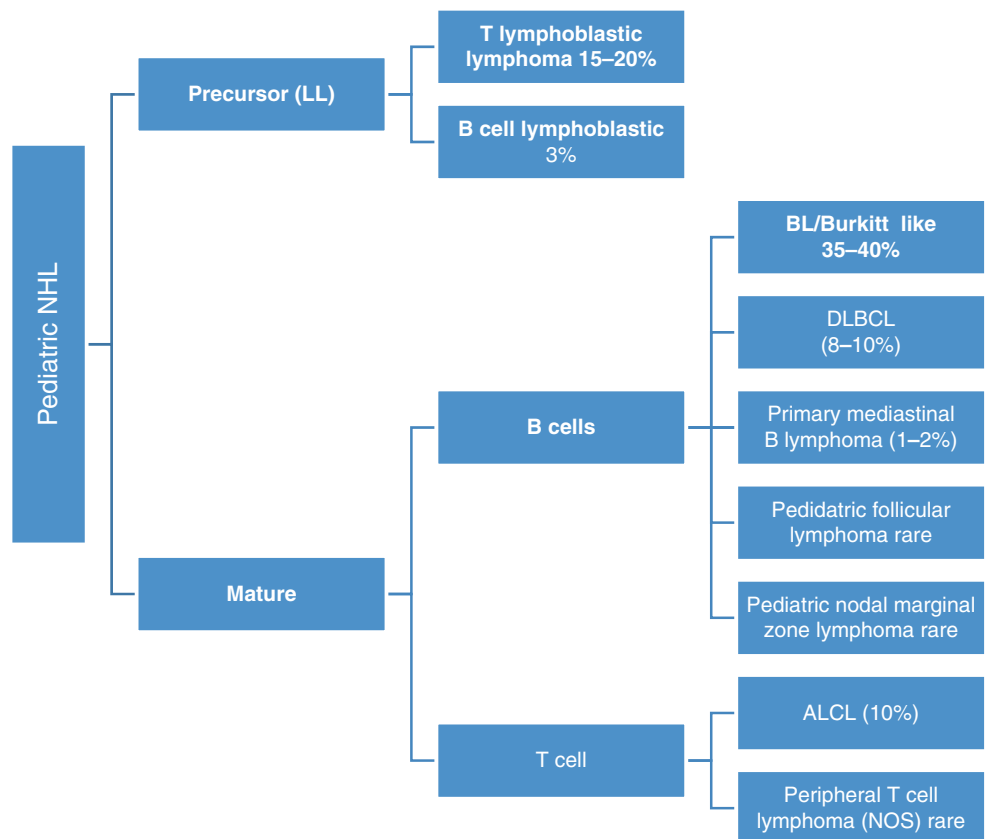 Pediatric NHL
Precursor (LL)
T lymphoblastic
lymphoma 15–20%
B cell lymphoblastic
3%
Mature
B cells
BL/Burkitt like
35–40%
DLBCL
(8–10%)
Primary mediastinal
B lymphoma (1–2%)
Pedidatric follicular
lymphoma rare
Pediatric nodal marginal
zone lymphoma rare
T cell
ALCL (10%)
Peripheral T cell
lymphoma (NOS) rare